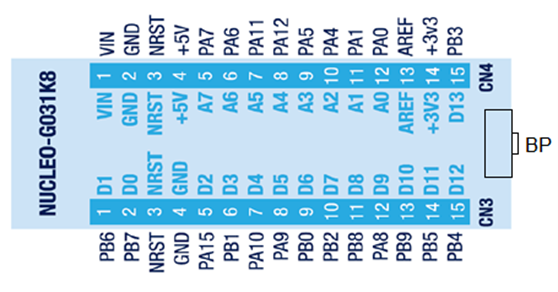 VIN GND NRST +5V PA7 PA6 PA11 PA12 PA5 PA4 PA1 PA0 AREF +3v3 PB3
1 2 3 4 5 6 7 8 9 10 11 12 13 14 15 CN4
VIN GND NRST +5V A7 A6 A5 A4 A3 A2 A1 A0 AREF +3V3 D13
NUCLEO-G031K8
BP
D1 D0 NRST GND D2 D3 D4 D5 D6 D7 D8 D9 D10 D11 D12
1 2 3 4 5 6 7 8 9 10 11 12 13 14 15 CN3
PB6 PB7 NRST GND PA15 PB1 PA10 PA9 PB0 PB2 PB8 PA8 PB9 PB5 PB4